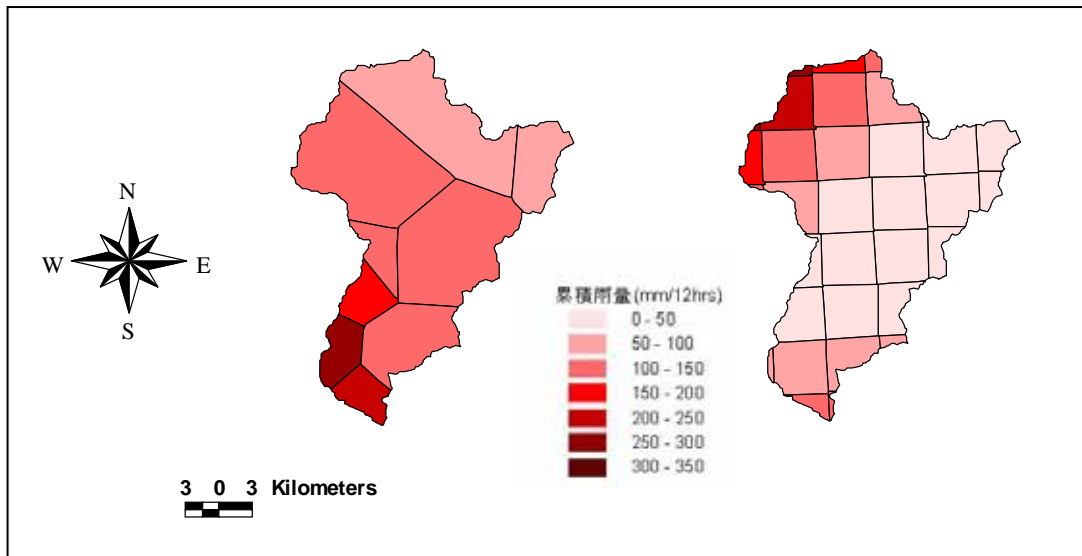 N
W
E
S
累積雨量(mm/12hrs)
0 - 50
50 - 100
100 - 150
150 - 200
200 - 250
250 - 300
300 - 350
3 0 3 Kilometers